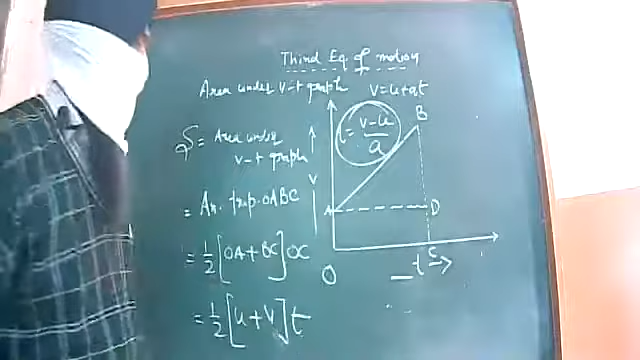 Third Eq. of motion
Area under v-t graph v=u+at
S = Area under
v-t graph
t = v-u/a
= Ar. trap. OABC
= 1/2 [OA+BC] OC
= 1/2 [u+v] t
v
A
B
D
C
O
t